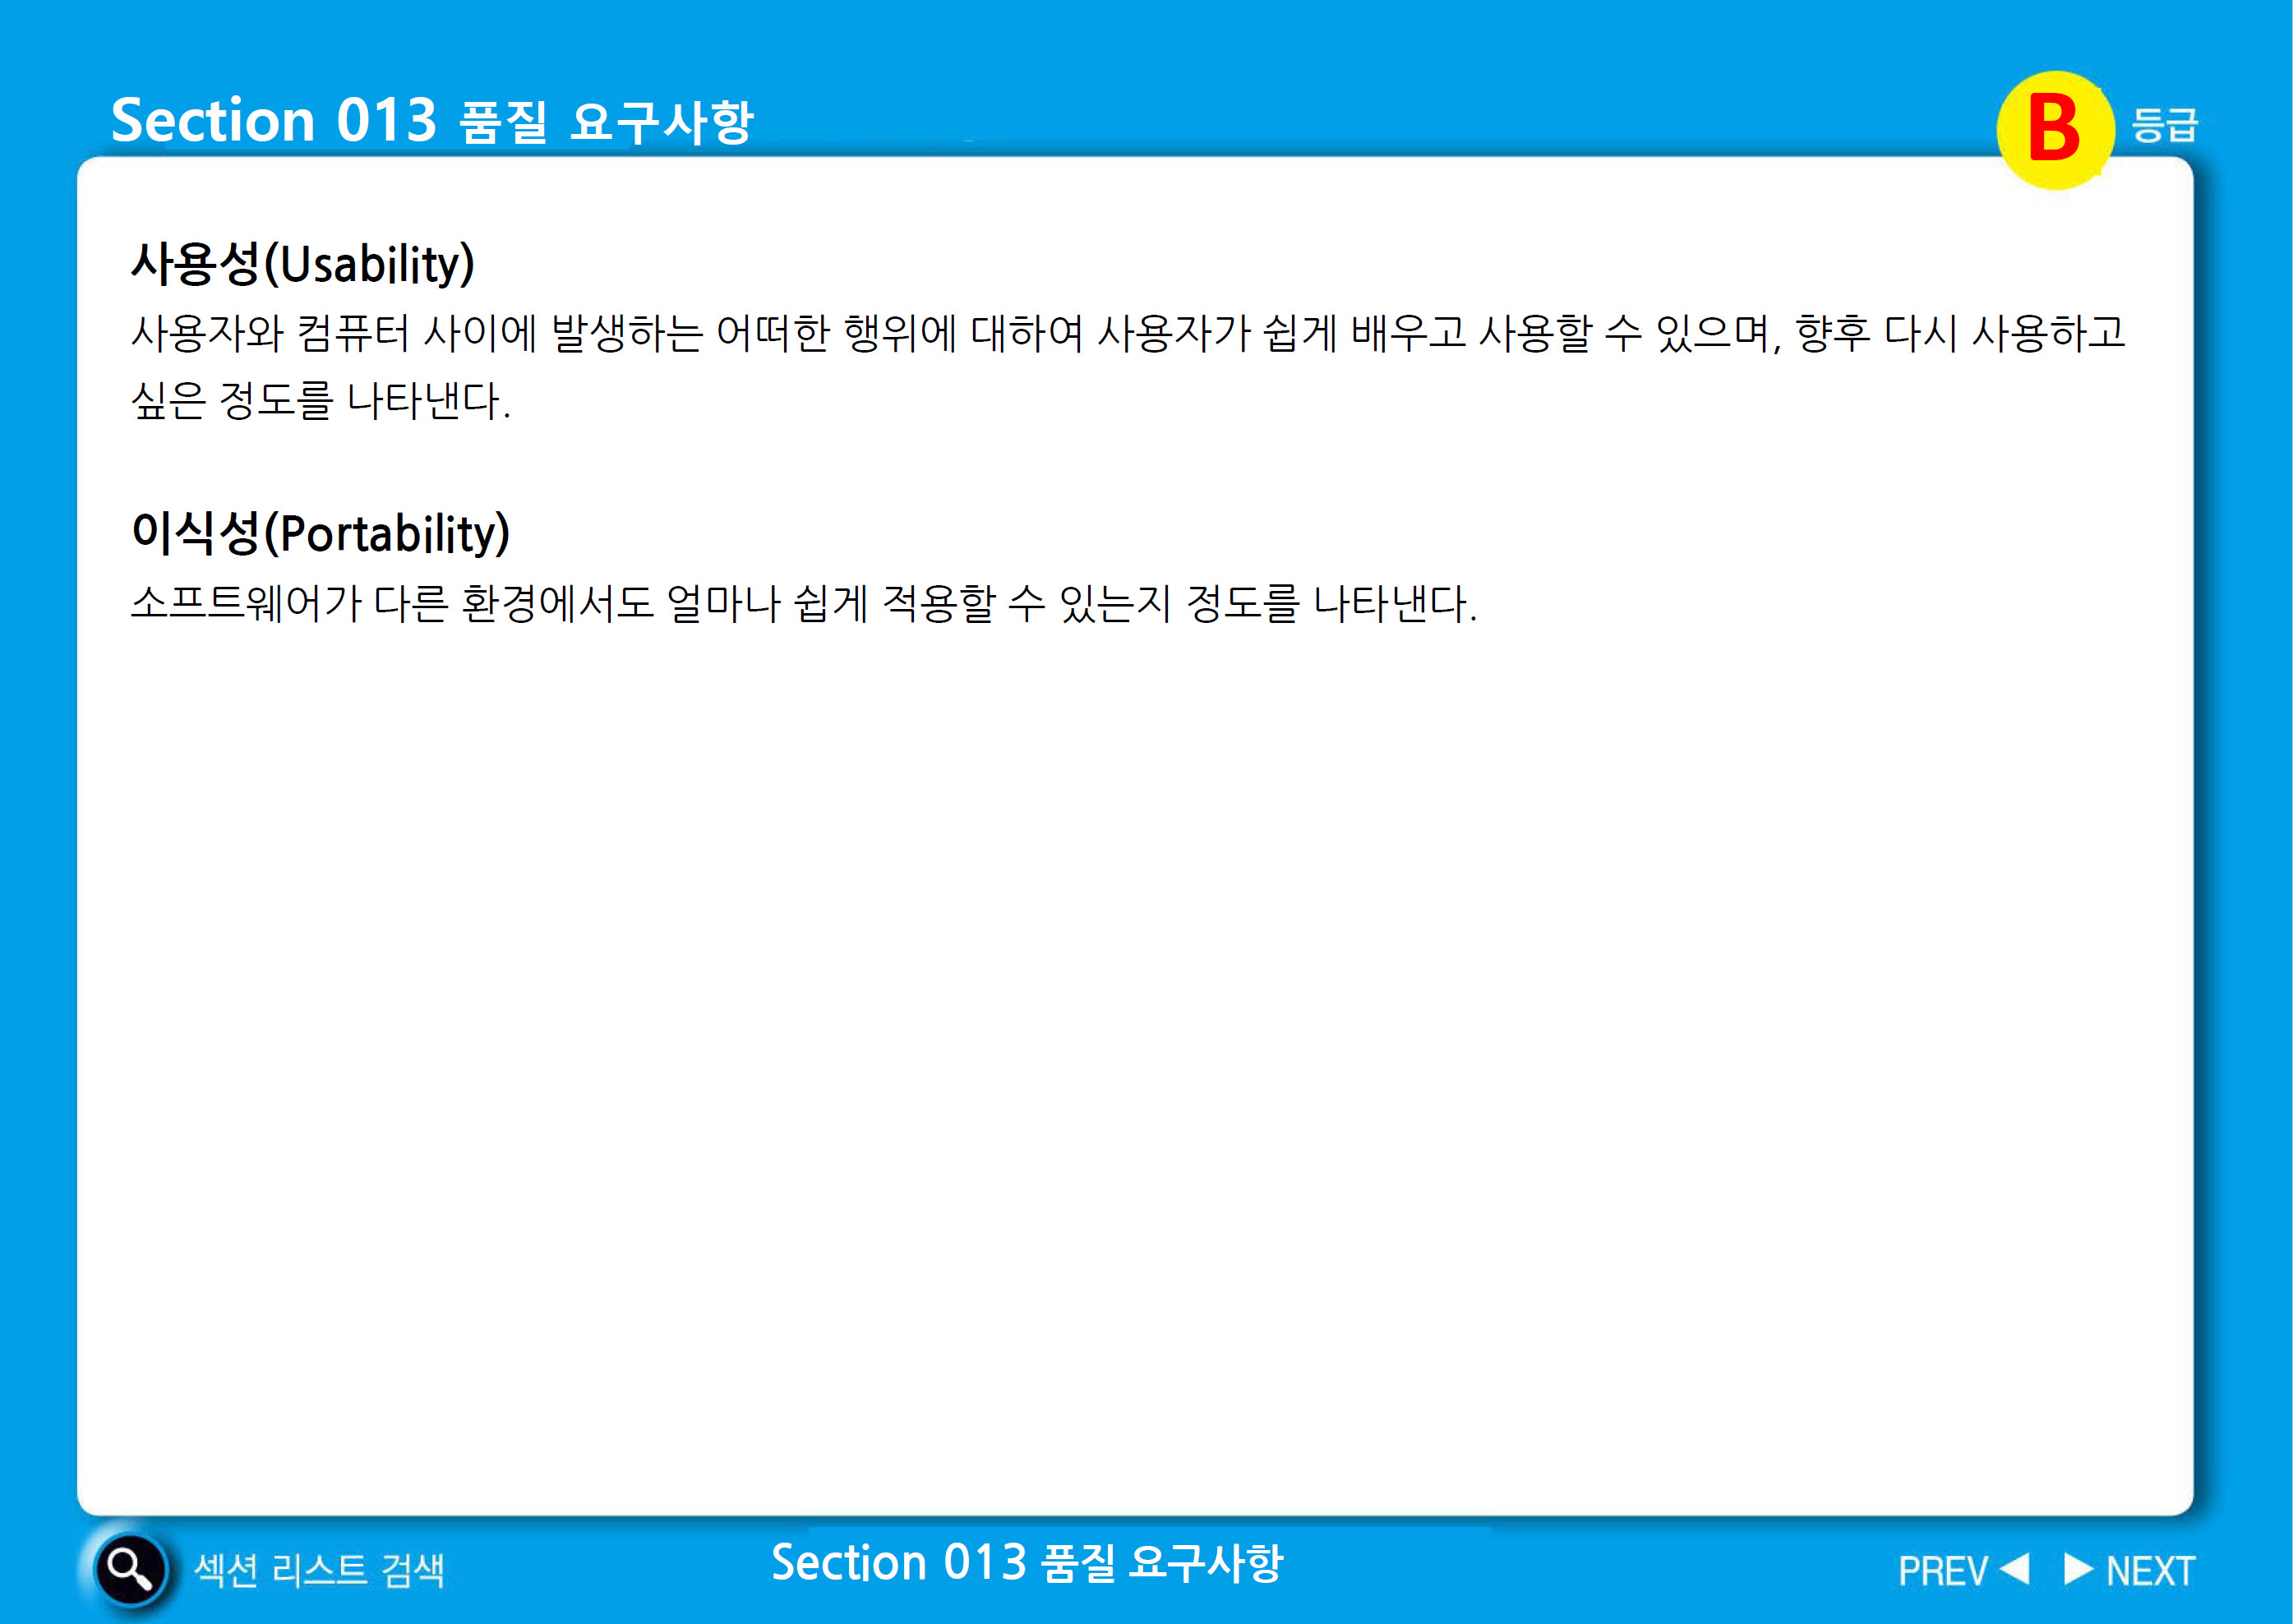 Section 013 품질 요구사항
B 등급
사용성(Usability)
사용자와 컴퓨터 사이에 발생하는 어떠한 행위에 대하여 사용자가 쉽게 배우고 사용할 수 있으며, 향후 다시 사용하고
싶은 정도를 나타낸다.
이식성(Portability)
소프트웨어가 다른 환경에서도 얼마나 쉽게 적용할 수 있는지 정도를 나타낸다.
섹션 리스트 검색
Section 013 품질 요구사항
PREV ◀ ▶ NEXT